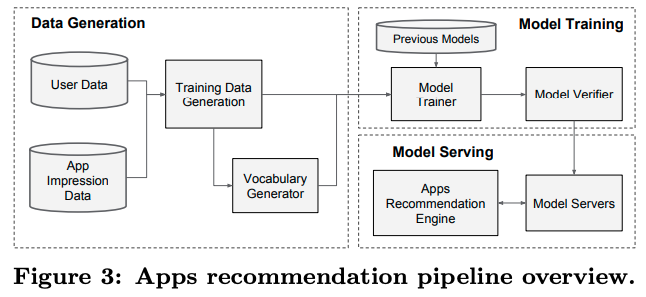 Data Generation
User Data
App
Impression
Data
Training Data
Generation
Vocabulary
Generator
Model Training
Previous Models
Model
Trainer
Model Verifier
Model Serving
Apps
Recommendation
Engine
Model Servers
Figure 3: Apps recommendation pipeline overview.